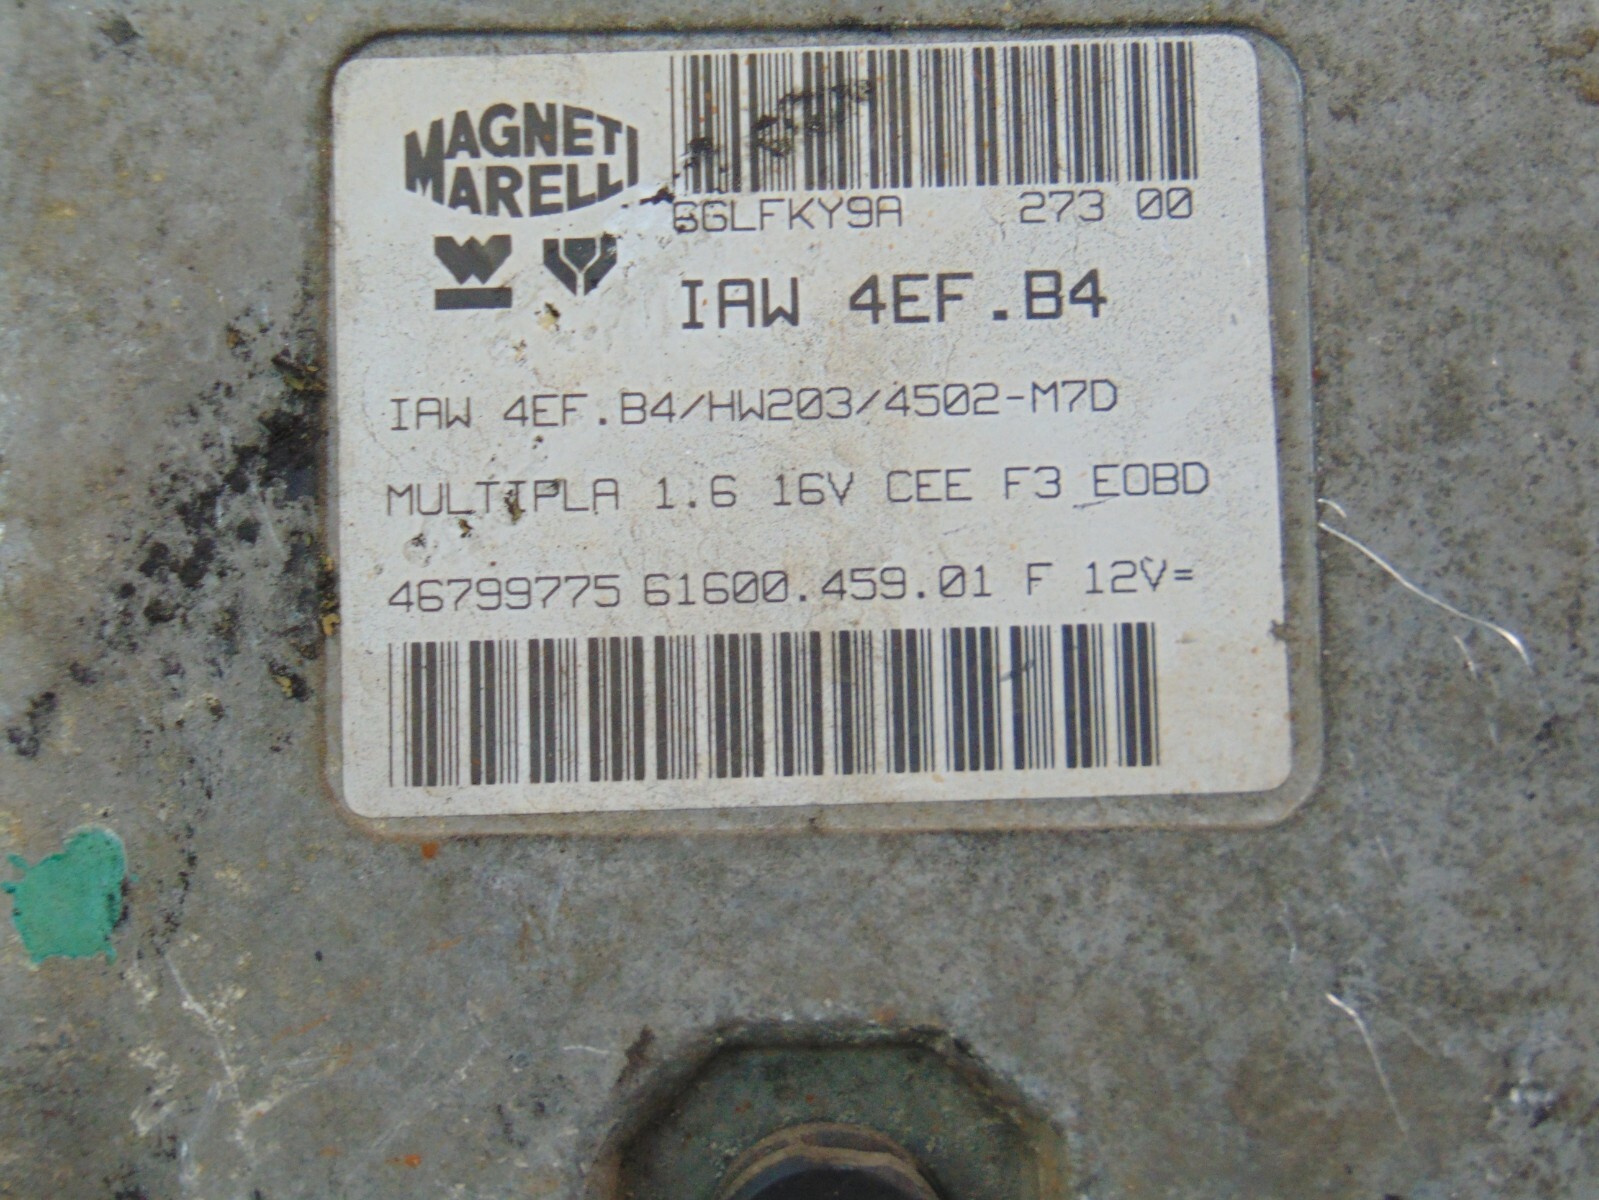 MAGNETI
MARELLI
6GLFKY9A 273 00
IAW 4EF.B4
IAW 4EF.B4/HW203/4502-M7D
MULTIPLA 1.6 16V CEE F3 EOBD
46799775 61600.459.01 F 12V=